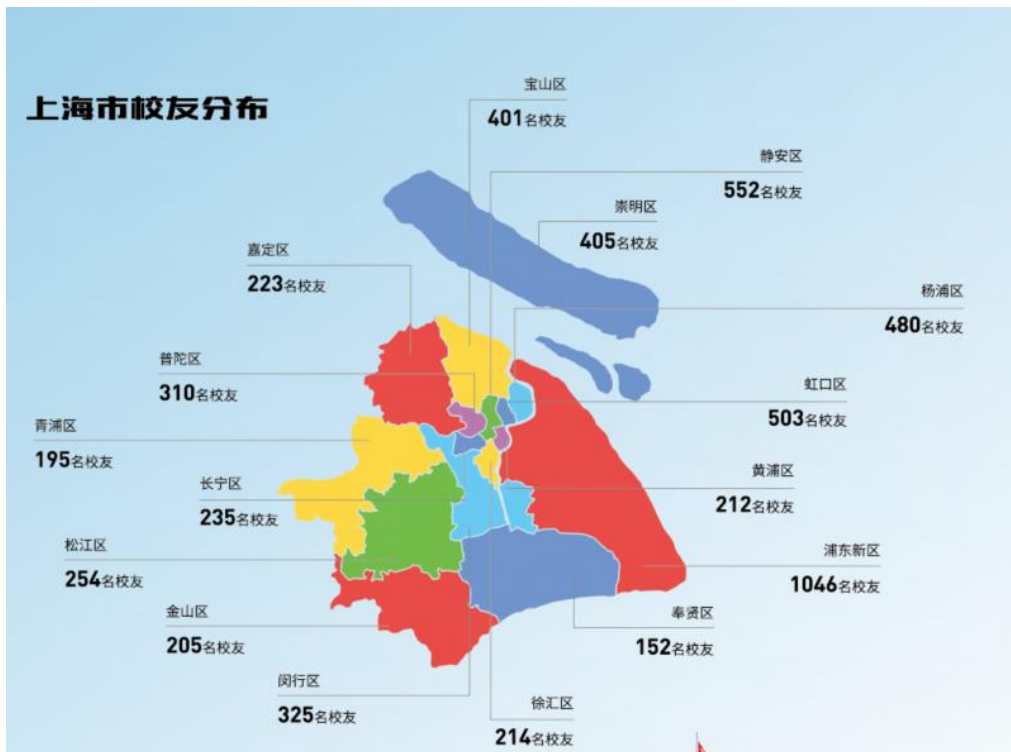 上海市校友分布
宝山区
401名校友
静安区
552名校友
崇明区
405名校友
嘉定区
223名校友
杨浦区
480名校友
普陀区
310名校友
虹口区
503名校友
青浦区
195名校友
黄浦区
212名校友
长宁区
235名校友
松江区
254名校友
浦东新区
1046名校友
金山区
205名校友
奉贤区
152名校友
闵行区
325名校友
徐汇区
214名校友